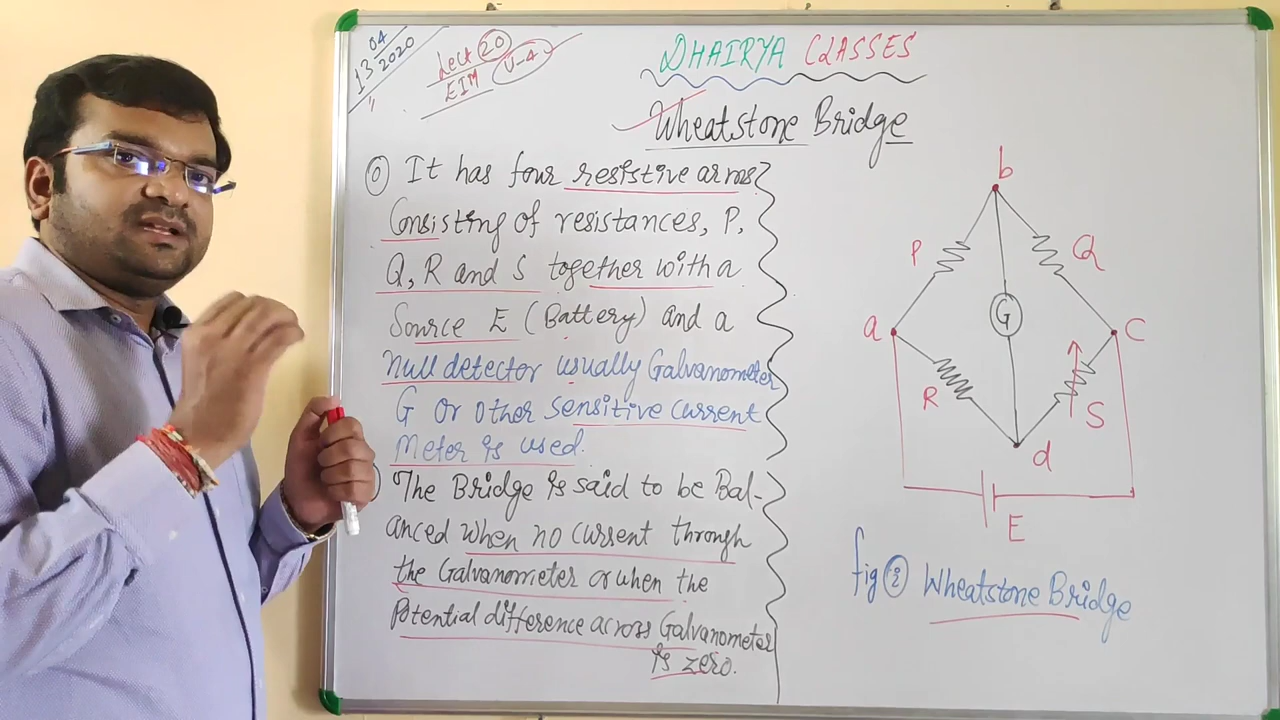 13 04 2020
Lect 20
EIM U-4
DHAIRYA CLASSES
Wheatstone Bridge
It has four resistive arms
Consisting of resistances, P,
Q, R and S together with a
Source E (Battery) and a
null detector usually Galvanometer
G Or other Sensitive Current
Meter is used.
The Bridge is said to be Bal-
anced when no current through
the Galvanometer or when the
Potential difference across Galvanometer
is zero.
b
P
Q
a
G
C
R
S
d
E
fig i Wheatstone Bridge